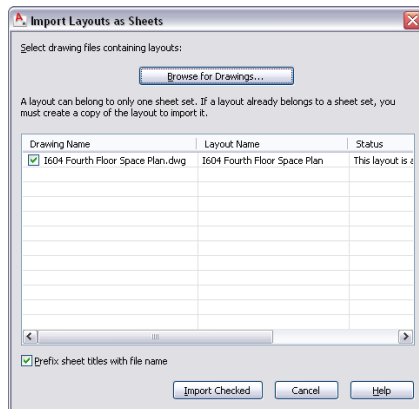 Import Layouts as Sheets
Select drawing files containing layouts:
Browse for Drawings...
A layout can belong to only one sheet set. If a layout already belongs to a sheet set, you
must create a copy of the layout to import it.
Drawing Name Layout Name Status
I604 Fourth Floor Space Plan.dwg I604 Fourth Floor Space Plan This layout is a
Prefix sheet titles with file name
Import Checked Cancel Help